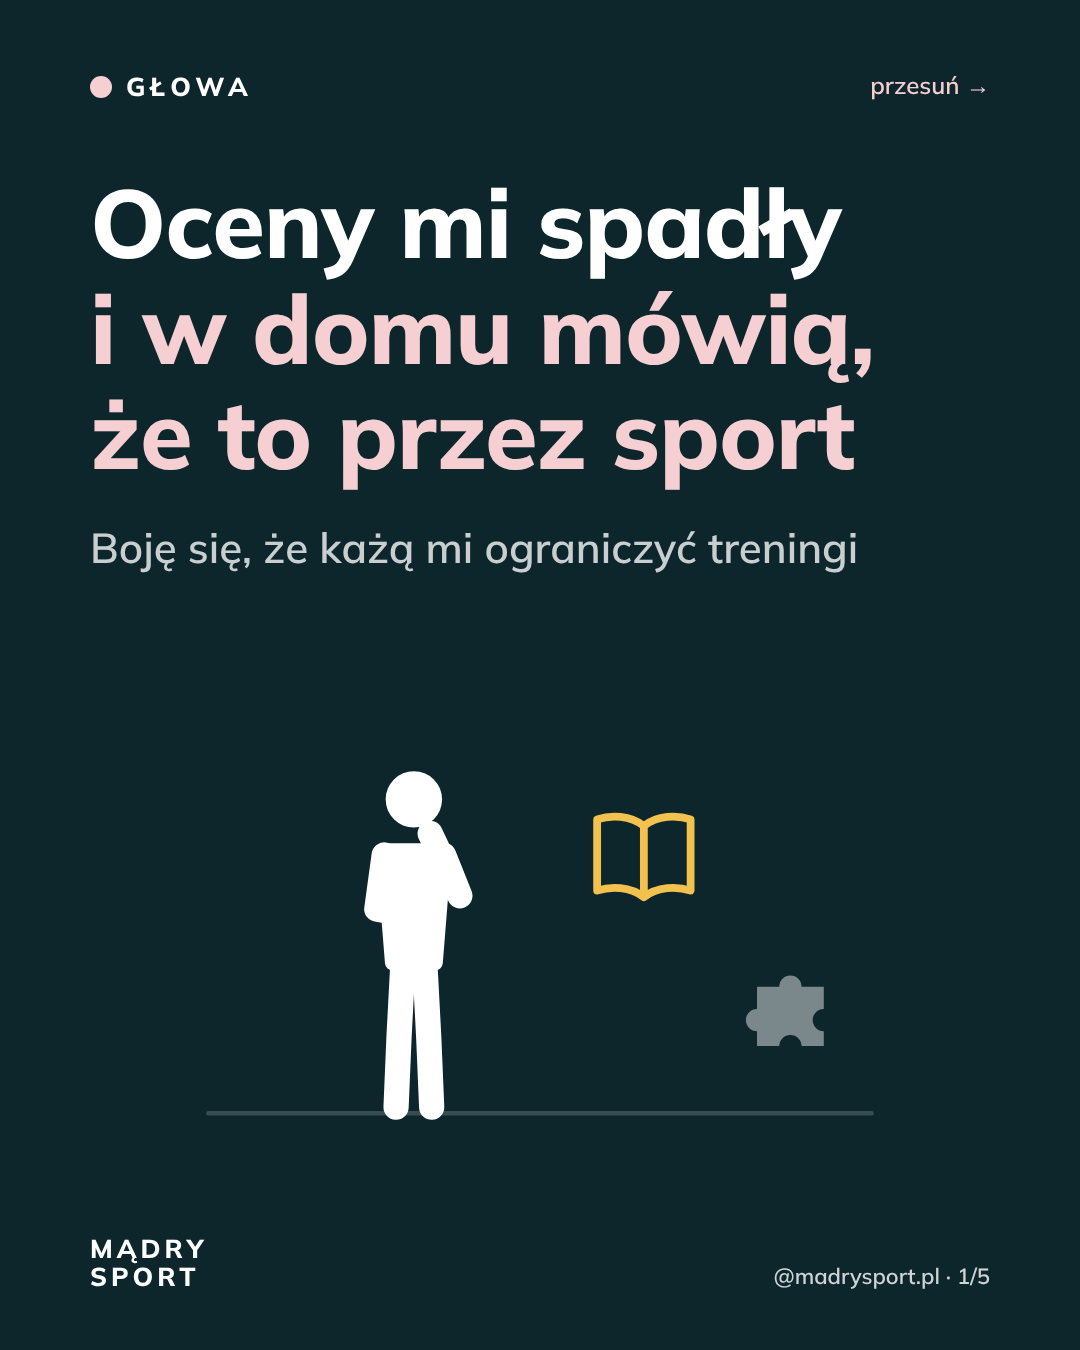 GŁOWA
przesuń →
Oceny mi spadły
i w domu mówią,
że to przez sport
Boję się, że każą mi ograniczyć treningi
MĄDRY
SPORT
@madrysport.pl · 1/5